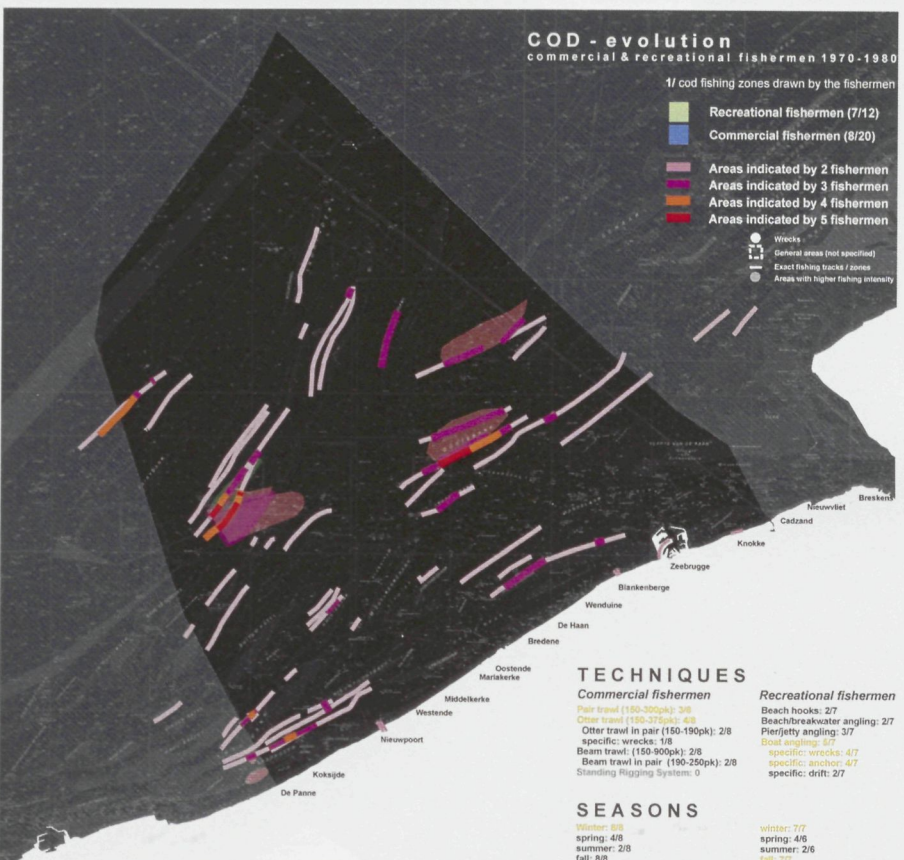 COD - evolution
commercial & recreational fishermen 1970-1980
1/ cod fishing zones drawn by the fishermen
Recreational fishermen (7/12)
Commercial fishermen (8/20)
Areas indicated by 2 fishermen
Areas indicated by 3 fishermen
Areas indicated by 4 fishermen
Areas indicated by 5 fishermen
Wrecks
General areas (not specified)
Exact fishing tracks / zones
Areas with higher fishing intensity
Breskens
Nieuwvliet
Cadzand
Knokke
Zeebrugge
Blankenberge
Wenduine
De Haan
Bredene
Oostende
Mariakerke
Middelkerke
Westende
Nieuwpoort
Koksijde
De Panne
TECHNIQUES
Commercial fishermen
Pair trawl (150-300pk): 3/8
Otter trawl (150-375pk): 4/8
Otter trawl in pair (150-190pk): 2/8
specific: wrecks: 1/8
Beam trawl: (150-900pk): 2/8
Beam trawl in pair (190-250pk): 2/8
Standing Rigging System: 0
Recreational fishermen
Beach hooks: 2/7
Beach/breakwater angling: 2/7
Pier/jetty angling: 3/7
Boat angling: 5/7
specific: wrecks: 4/7
specific: anchor: 4/7
specific: drift: 2/7
SEASONS
Winter: 8/8
spring: 4/8
summer: 2/8
fall: 8/8
winter: 7/7
spring: 4/6
summer: 2/6
fall: 7/7